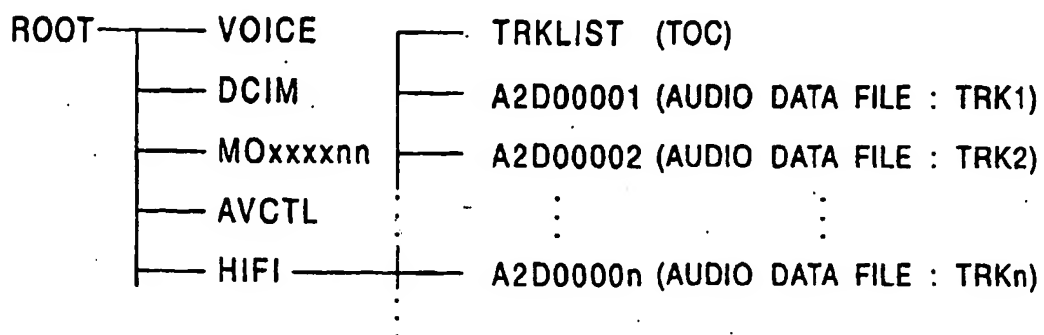 ROOT VOICE TRKLIST (TOC)
DCIM A2D00001 (AUDIO DATA FILE : TRK1)
MOxxxxnn A2D00002 (AUDIO DATA FILE : TRK2)
AVCTL
HIFI A2D0000n (AUDIO DATA FILE : TRKn)